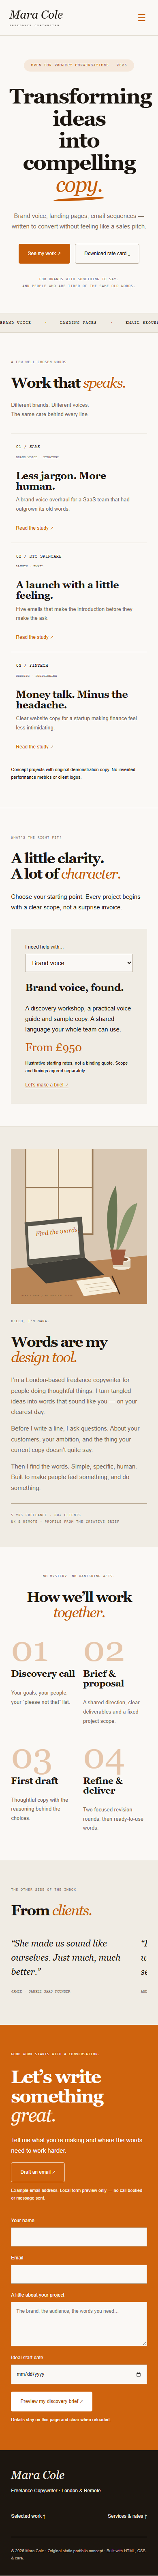 Mara Cole
FREELANCE COPYWRITER
OPEN FOR PROJECT CONVERSATIONS · 2026
Transforming
ideas
into
compelling
copy.
Brand voice, landing pages, email sequences —
written to convert without feeling like a sales pitch.
See my work ↗
Download rate card ↓
FOR BRANDS WITH SOMETHING TO SAY,
AND PEOPLE WHO ARE TIRED OF THE SAME OLD WORDS.
BRAND VOICE · LANDING PAGES · EMAIL SEQUE
A FEW WELL-CHOSEN WORDS
Work that speaks.
Different brands. Different voices.
The same care behind every line.
01 / SAAS
BRAND VOICE · STRATEGY
Less jargon. More
human.
A brand voice overhaul for a SaaS team that had
outgrown its old words.
Read the study ↗
02 / DTC SKINCARE
LAUNCH · EMAIL
A launch with a little
feeling.
Five emails that make the introduction before they
make the ask.
Read the study ↗
03 / FINTECH
WEBSITE · POSITIONING
Money talk. Minus the
headache.
Clear website copy for a startup making finance feel
less intimidating.
Read the study ↗
Concept projects with original demonstration copy. No invented
performance metrics or client logos.
WHAT'S THE RIGHT FIT?
A little clarity.
A lot of character.
Choose your starting point. Every project begins
with a clear scope, not a surprise invoice.
I need help with…
Brand voice
Brand voice, found.
A discovery workshop, a practical voice
guide and sample copy. A shared
language your whole team can use.
From £950
Illustrative starting rates, not a binding quote. Scope
and timings agreed separately.
Let's make a brief ↗
Find the words
HELLO, I'M MARA.
Words are my
design tool.
I'm a London-based freelance copywriter for
people doing thoughtful things. I turn tangled
ideas into words that sound like you — on your
clearest day.
Before I write a line, I ask questions. About your
customers, your ambition, and the thing your
current copy doesn't quite say.
Then I find the words. Simple, specific, human.
Built to make people feel something, and do
something.
UK & REMOTE · PROFILE FROM THE CREATIVE BRIEF
NO MYSTERY. NO VANISHING ACTS.
How we'll work
together.
01
Discovery call
Your goals, your people,
your "please not that" list.
02
Brief &
proposal
A shared direction, clear
deliverables and a fixed
project scope.
03
First draft
Thoughtful copy with the
reasoning behind the
choices.
04
Refine &
deliver
Two focused revision
rounds, then ready-to-use
words.
THE OTHER SIDE OF THE INBOX
From clients.
“She made us sound like
ourselves. Just much, much
better.”
GOOD WORK STARTS WITH A CONVERSATION.
Let's write
something
great.
Tell me what you're making and where the words
need to work harder.
Draft an email ↗
Example email address. Local form preview only — no call booked
or message sent.
Your name
Email
A little about your project
The brand, the audience, the words you need...
Ideal start date
mm/dd/yyyy
Preview my discovery brief ↗
Details stay on this page and clear when reloaded.
Mara Cole
Freelance Copywriter · London & Remote
Selected work ↑
Services & rates ↑
© 2026 Mara Cole · Original static portfolio concept · Built with HTML, CSS
& care.